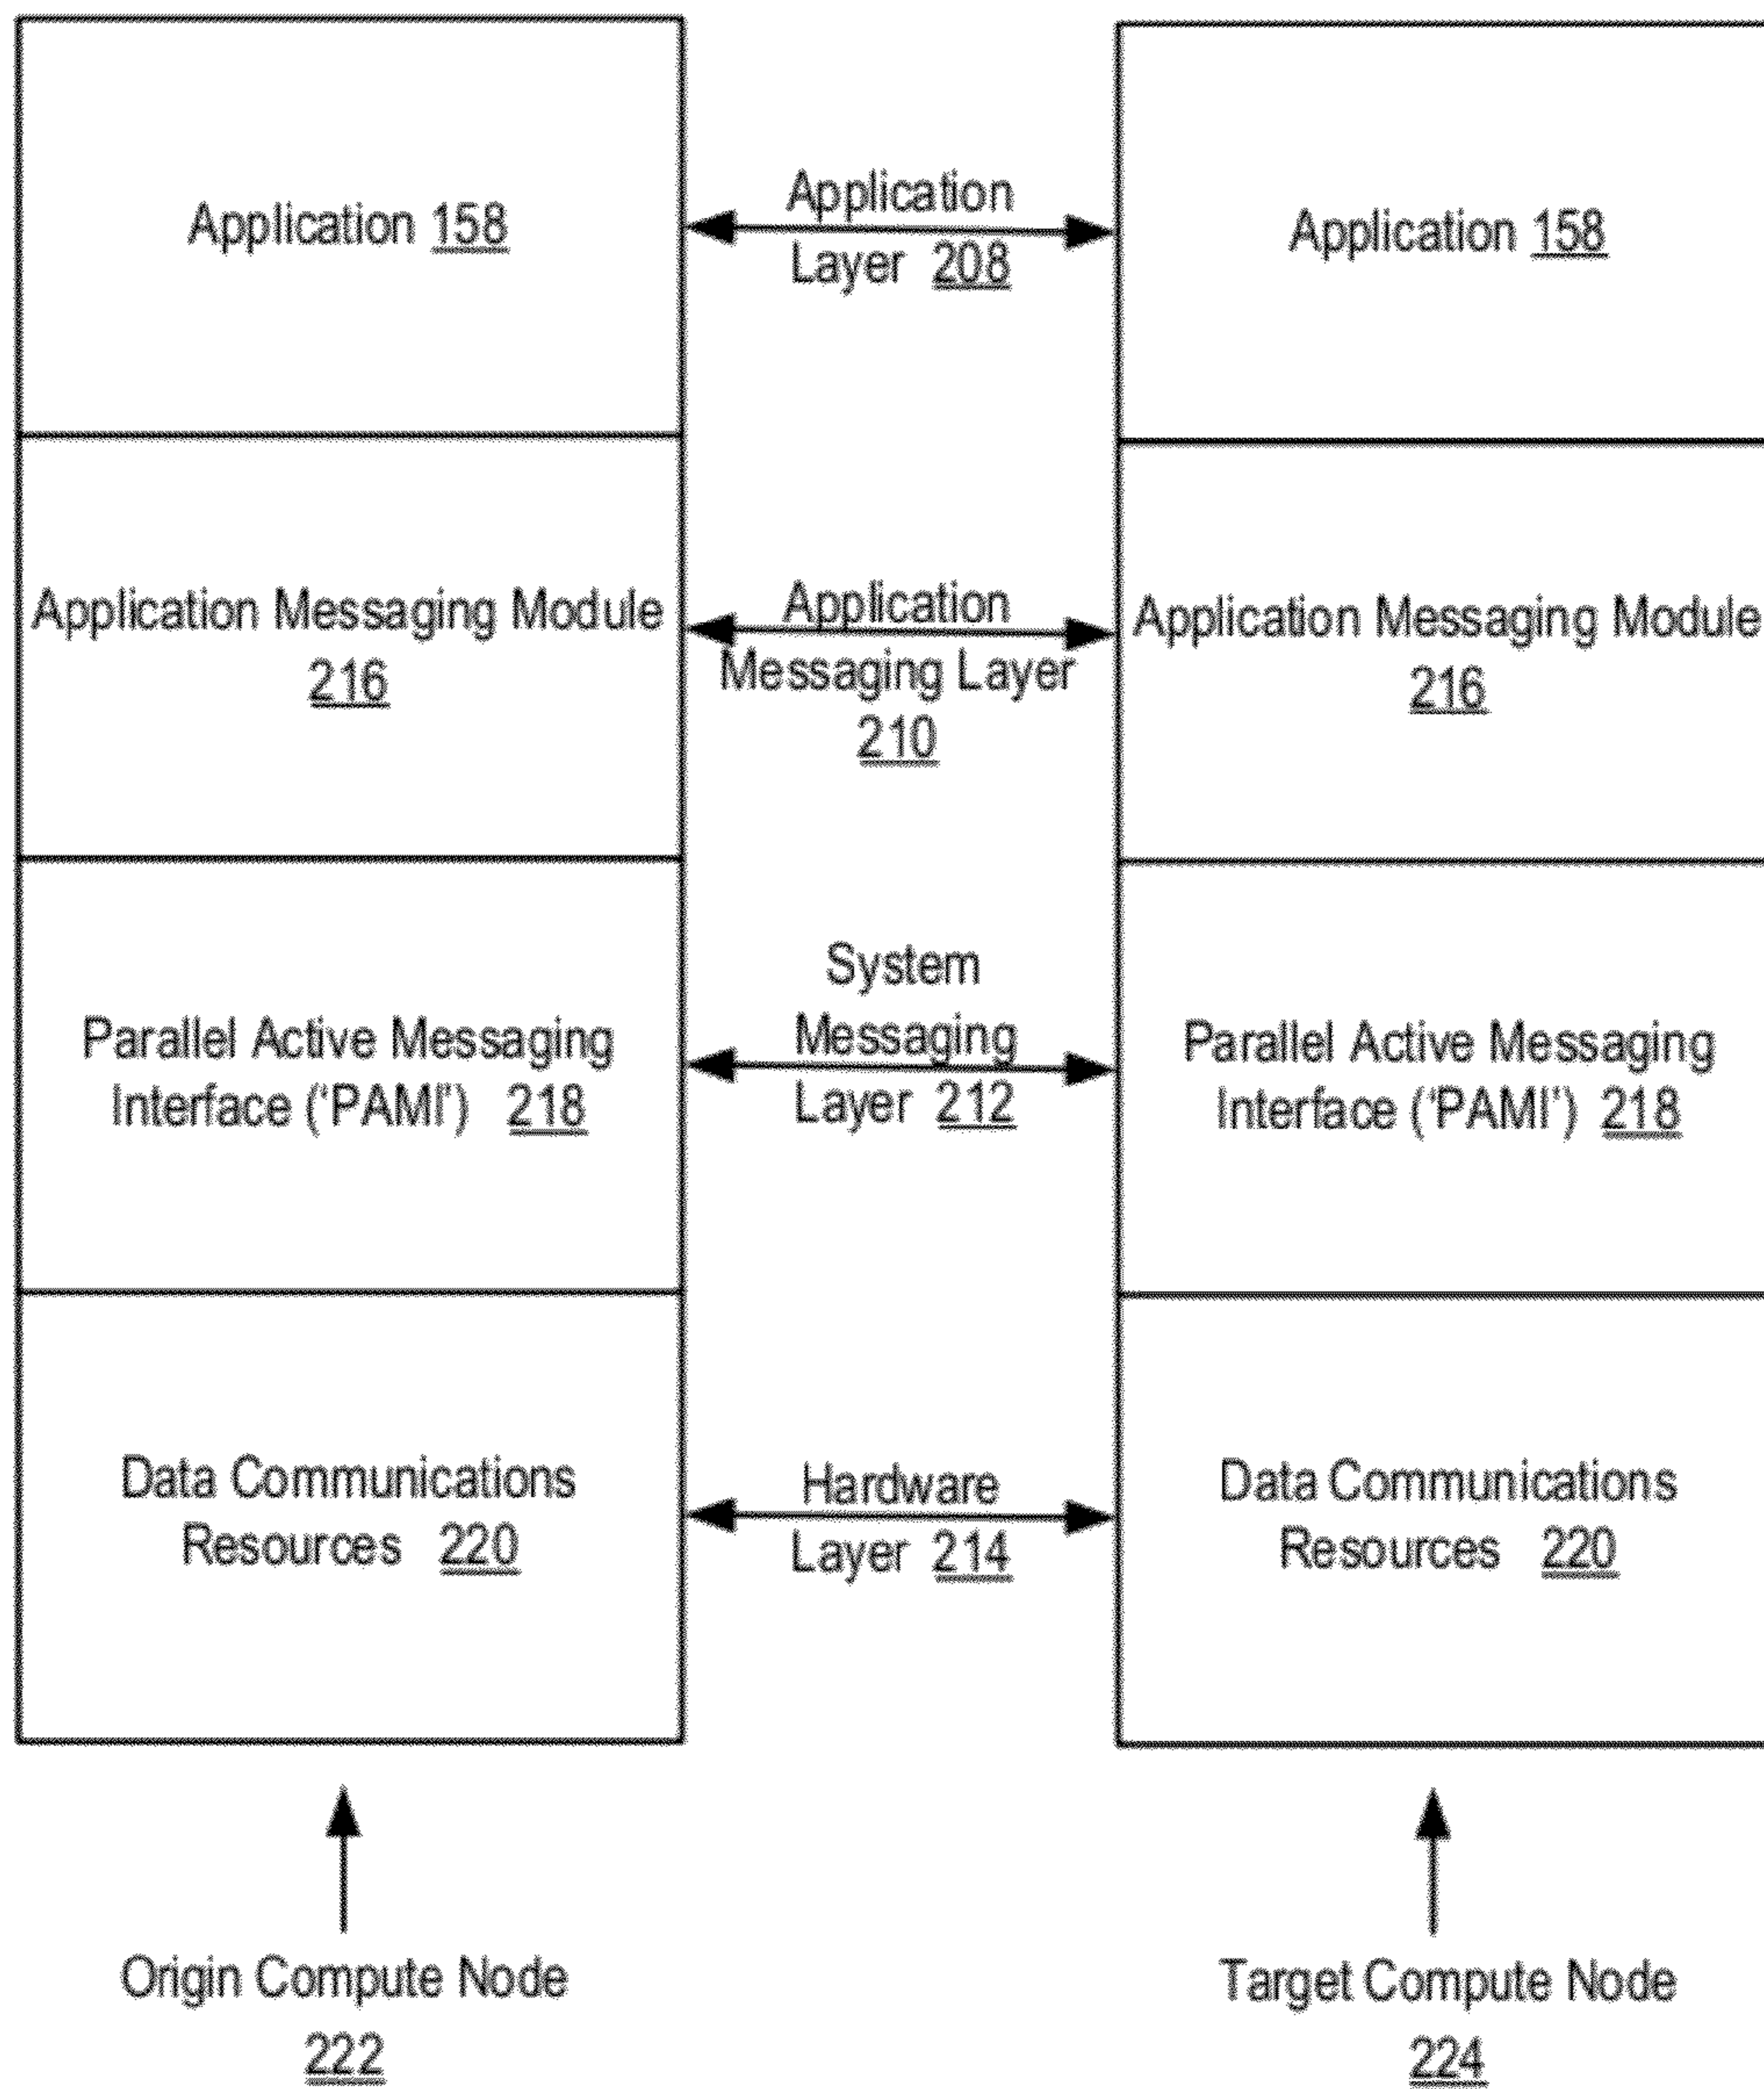 Application 158
Application
Layer 208
Application 158
Application Messaging Module
216
Application
Messaging Layer
210
Application Messaging Module
216
Parallel Active Messaging
Interface (‘PAMI’) 218
System
Messaging
Layer 212
Parallel Active Messaging
Interface (‘PAMI’) 218
Data Communications
Resources 220
Hardware
Layer 214
Data Communications
Resources 220
Origin Compute Node
222
Target Compute Node
224